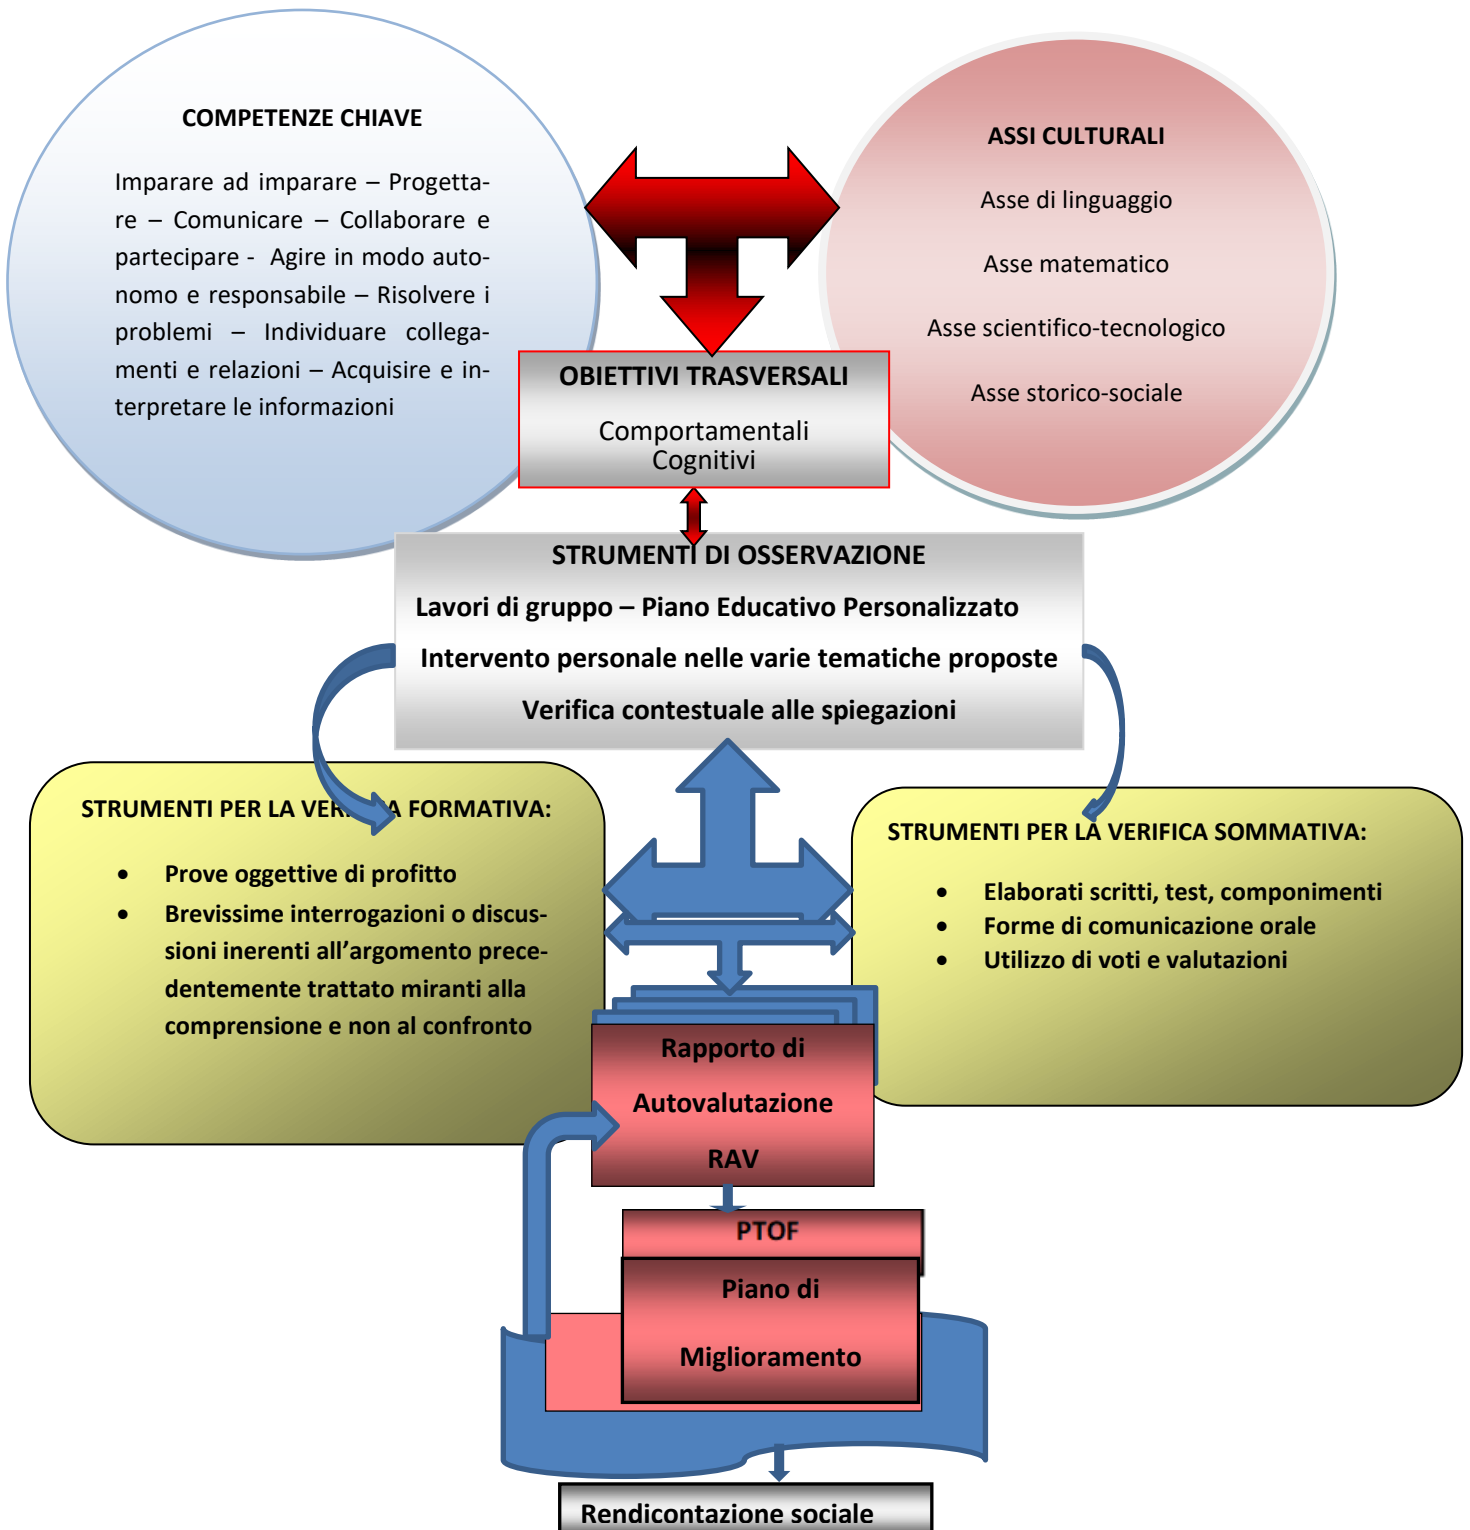 COMPETENZE CHIAVE
Imparare ad imparare – Progetta-
re – Comunicare – Collaborare e
partecipare - Agire in modo auto-
nomo e responsabile – Risolvere i
problemi – Individuare collega-
menti e relazioni – Acquisire e in-
terpretare le informazioni
ASSI CULTURALI
Asse di linguaggio
Asse matematico
Asse scientifico-tecnologico
Asse storico-sociale
OBIETTIVI TRASVERSALI
Comportamentali
Cognitivi
STRUMENTI DI OSSERVAZIONE
Lavori di gruppo – Piano Educativo Personalizzato
Intervento personale nelle varie tematiche proposte
Verifica contestuale alle spiegazioni
STRUMENTI PER LA VERIFICA FORMATIVA:
• Prove oggettive di profitto
• Brevissime interrogazioni o discus-
sioni inerenti all’argomento prece-
dentemente trattato miranti alla
comprensione e non al confronto
STRUMENTI PER LA VERIFICA SOMMATIVA:
• Elaborati scritti, test, componimenti
• Forme di comunicazione orale
• Utilizzo di voti e valutazioni
Rapporto di
Autovalutazione
RAV
PTOF
Piano di
Miglioramento
Rendicontazione sociale